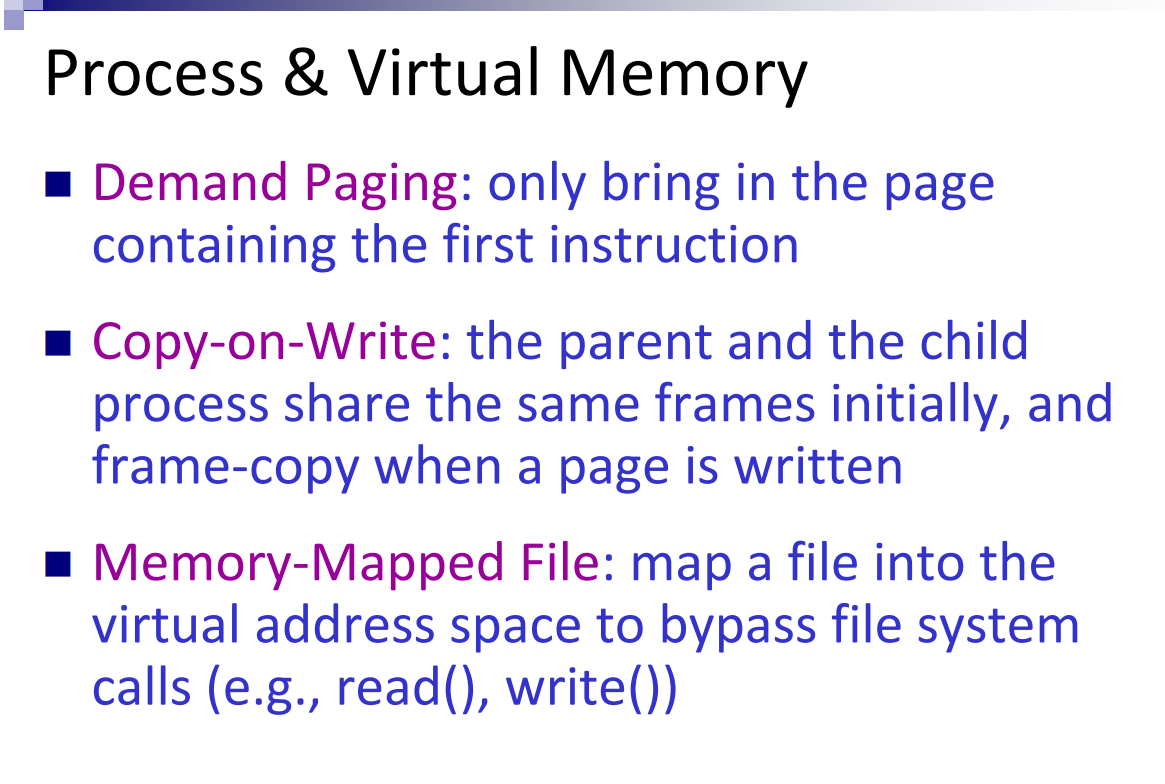 Process & Virtual Memory
Demand Paging: only bring in the page
containing the first instruction
Copy-on-Write: the parent and the child
process share the same frames initially, and
frame-copy when a page is written
Memory-Mapped File: map a file into the
virtual address space to bypass file system
calls (e.g., read(), write())